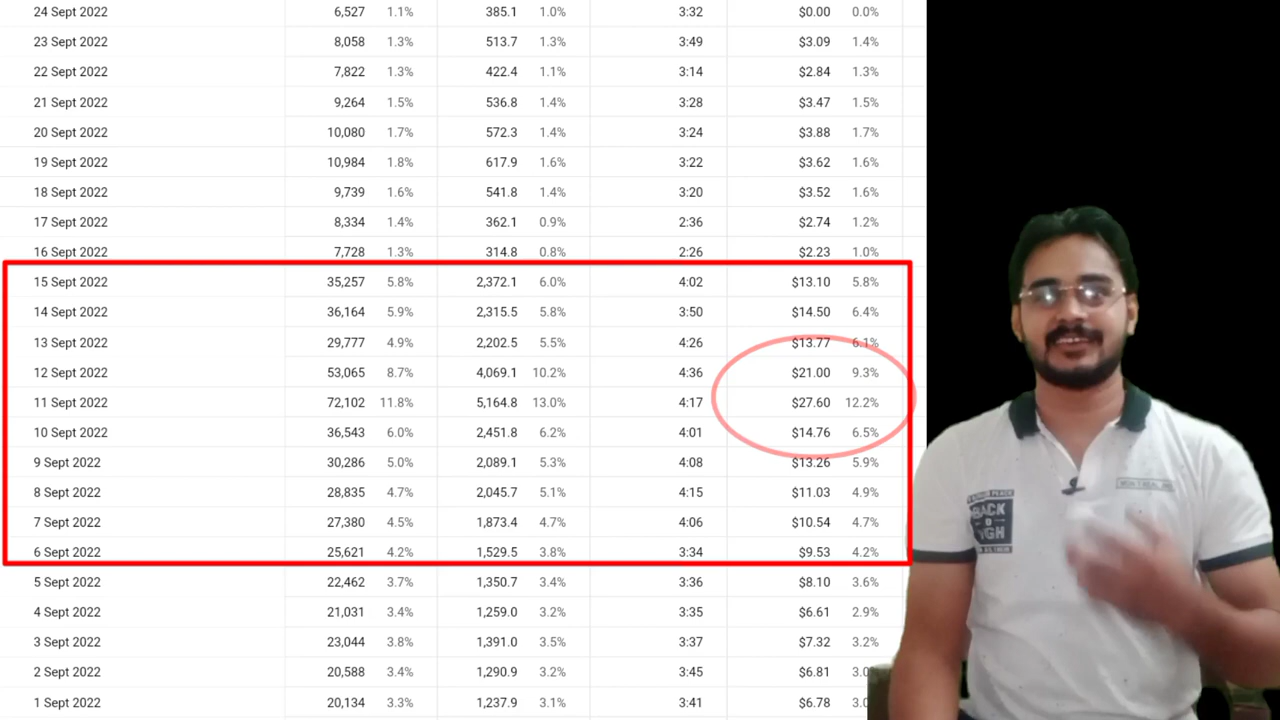 24 Sept 2022 6,527 1.1% 385.1 1.0% 3:32 $0.00 0.0%
23 Sept 2022 8,058 1.3% 513.7 1.3% 3:49 $3.09 1.4%
22 Sept 2022 7,822 1.3% 422.4 1.1% 3:14 $2.84 1.3%
21 Sept 2022 9,264 1.5% 536.8 1.4% 3:28 $3.47 1.5%
20 Sept 2022 10,080 1.7% 572.3 1.4% 3:24 $3.88 1.7%
19 Sept 2022 10,984 1.8% 617.9 1.6% 3:22 $3.62 1.6%
18 Sept 2022 9,739 1.6% 541.8 1.4% 3:20 $3.52 1.6%
17 Sept 2022 8,334 1.4% 362.1 0.9% 2:36 $2.74 1.2%
16 Sept 2022 7,728 1.3% 314.8 0.8% 2:26 $2.23 1.0%
15 Sept 2022 35,257 5.8% 2,372.1 6.0% 4:02 $13.10 5.8%
14 Sept 2022 36,164 5.9% 2,315.5 5.8% 3:50 $14.50 6.4%
13 Sept 2022 29,777 4.9% 2,202.5 5.5% 4:26 $13.77 6.1%
12 Sept 2022 53,065 8.7% 4,069.1 10.2% 4:36 $21.00 9.3%
11 Sept 2022 72,102 11.8% 5,164.8 13.0% 4:17 $27.60 12.2%
10 Sept 2022 36,543 6.0% 2,451.8 6.2% 4:01 $14.76 6.5%
9 Sept 2022 30,286 5.0% 2,089.1 5.3% 4:08 $13.26 5.9%
8 Sept 2022 28,835 4.7% 2,045.7 5.1% 4:15 $11.03 4.9%
7 Sept 2022 27,380 4.5% 1,873.4 4.7% 4:06 $10.54 4.7%
6 Sept 2022 25,621 4.2% 1,529.5 3.8% 3:34 $9.53 4.2%
5 Sept 2022 22,462 3.7% 1,350.7 3.4% 3:36 $8.10 3.6%
4 Sept 2022 21,031 3.4% 1,259.0 3.2% 3:35 $6.61 2.9%
3 Sept 2022 23,044 3.8% 1,391.0 3.5% 3:37 $7.32 3.2%
2 Sept 2022 20,588 3.4% 1,290.9 3.2% 3:45 $6.81 3.0
1 Sept 2022 20,134 3.3% 1,237.9 3.1% 3:41 $6.78 3.0
BACK